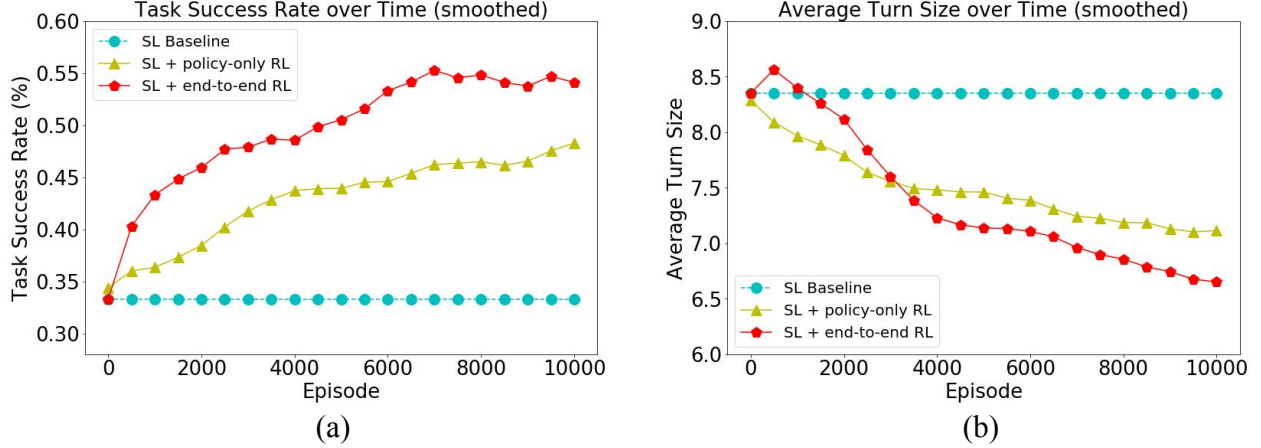 Task Success Rate over Time (smoothed)
0.60
0.55
0.50
0.45
0.40
0.35
0.30
Task Success Rate (%)
SL Baseline
SL + policy-only RL
SL + end-to-end RL
0 2000 4000 6000 8000 10000
Episode
(a)
Average Turn Size over Time (smoothed)
9.0
8.5
8.0
7.5
7.0
6.5
6.0
Average Turn Size
SL Baseline
SL + policy-only RL
SL + end-to-end RL
0 2000 4000 6000 8000 10000
Episode
(b)